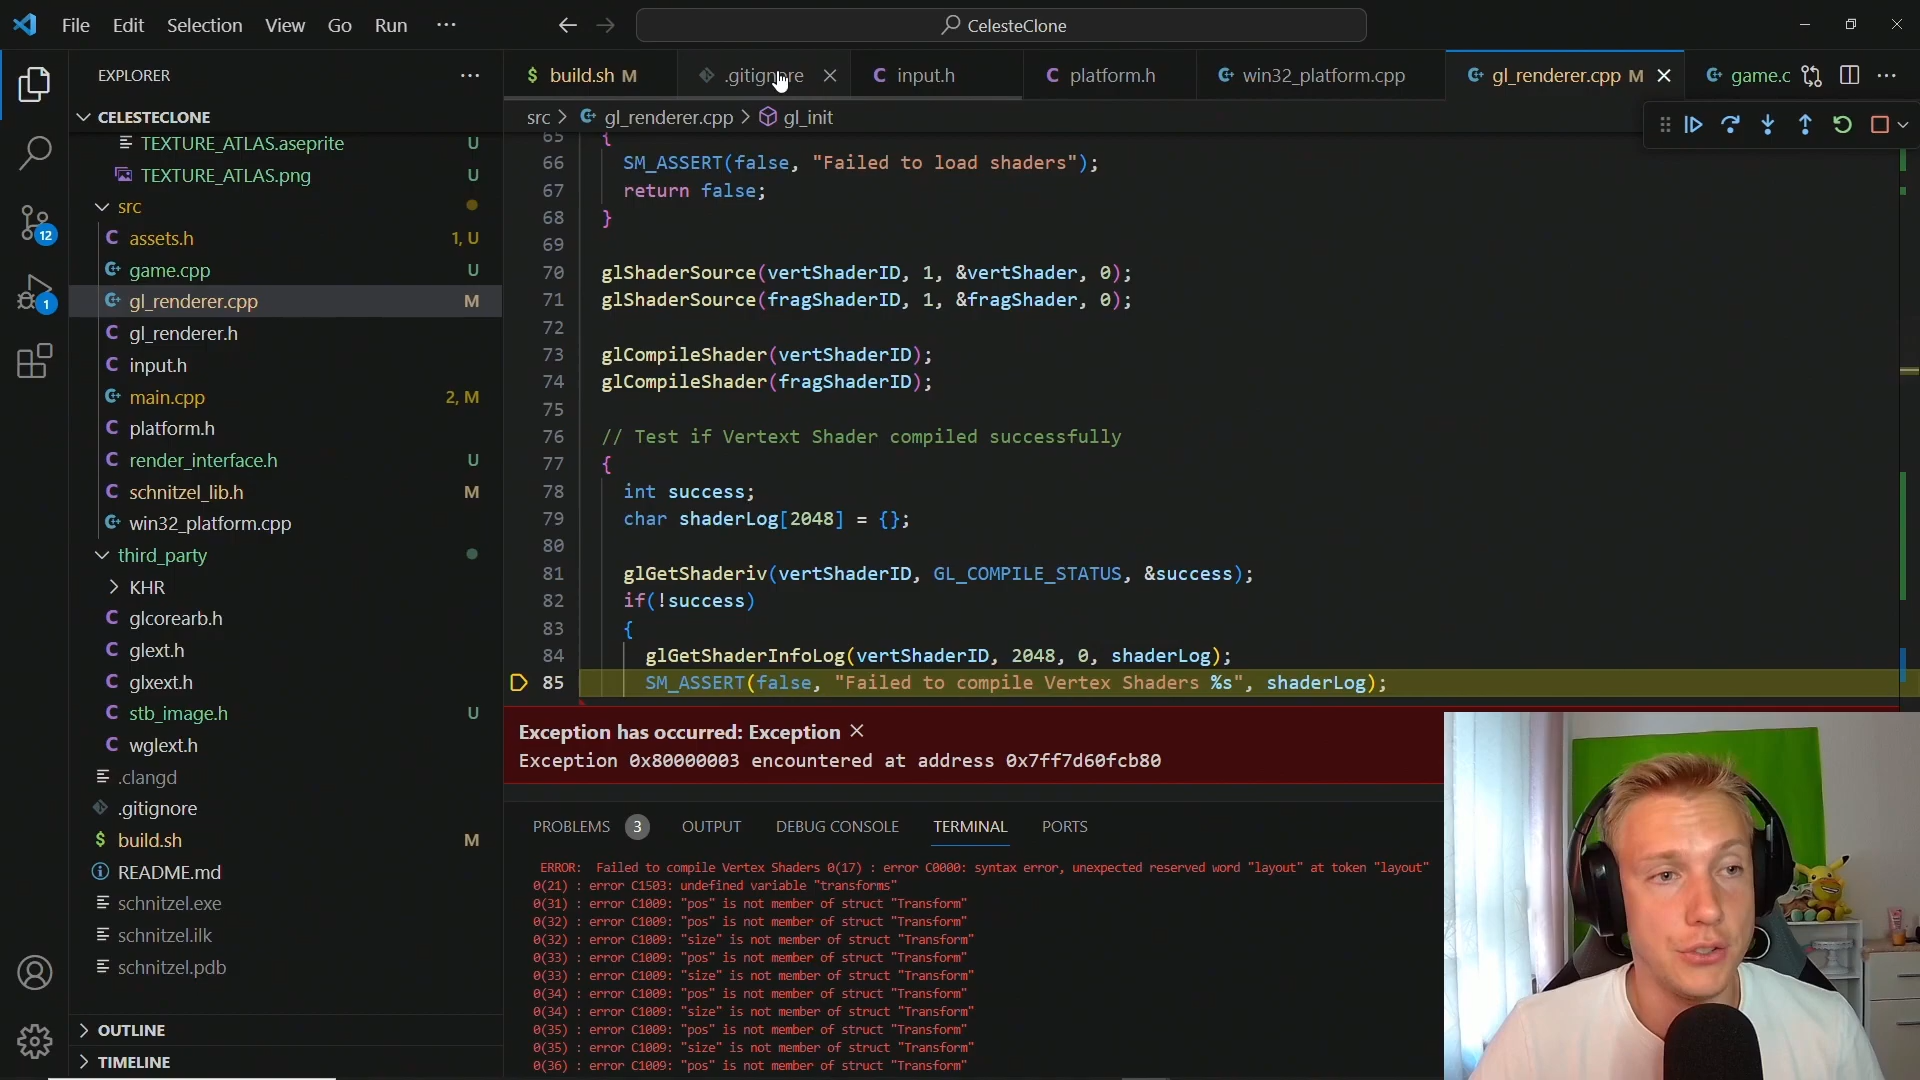 File Edit Selection View Go Run ···
CelesteClone
EXPLORER
CELESTECLONE
TEXTURE_ATLAS.aseprite U
TEXTURE_ATLAS.png U
src
assets.h 1, U
game.cpp U
gl_renderer.cpp M
gl_renderer.h
input.h
main.cpp 2, M
platform.h
render_interface.h U
schnitzel_lib.h M
win32_platform.cpp
third_party
KHR
glcorearb.h
glext.h
glxext.h
stb_image.h U
wglext.h
.clangd
.gitignore
build.sh M
README.md
schnitzel.exe
schnitzel.ilk
schnitzel.pdb
OUTLINE
TIMELINE
12
1
build.sh M .gitignore input.h platform.h win32_platform.cpp gl_renderer.cpp M game.c
src > gl_renderer.cpp > gl_init
65 {
66 SM_ASSERT(false, "Failed to load shaders");
67 return false;
68 }
69
70 glShaderSource(vertShaderID, 1, &vertShader, 0);
71 glShaderSource(fragShaderID, 1, &fragShader, 0);
72
73 glCompileShader(vertShaderID);
74 glCompileShader(fragShaderID);
75
76 // Test if Vertext Shader compiled successfully
77 {
78 int success;
79 char shaderLog[2048] = {};
80
81 glGetShaderiv(vertShaderID, GL_COMPILE_STATUS, &success);
82 if(!success)
83 {
84 glGetShaderInfoLog(vertShaderID, 2048, 0, shaderLog);
85 SM_ASSERT(false, "Failed to compile Vertex Shaders %s", shaderLog);
Exception has occurred: Exception
Exception 0x80000003 encountered at address 0x7ff7d60fcb80
PROBLEMS 3 OUTPUT DEBUG CONSOLE TERMINAL PORTS
ERROR: Failed to compile Vertex Shaders 0(17) : error C0000: syntax error, unexpected reserved word "layout" at token "layout"
0(21) : error C1503: undefined variable "transforms"
0(31) : error C1009: "pos" is not member of struct "Transform"
0(32) : error C1009: "pos" is not member of struct "Transform"
0(32) : error C1009: "size" is not member of struct "Transform"
0(33) : error C1009: "pos" is not member of struct "Transform"
0(33) : error C1009: "size" is not member of struct "Transform"
0(34) : error C1009: "pos" is not member of struct "Transform"
0(34) : error C1009: "size" is not member of struct "Transform"
0(35) : error C1009: "pos" is not member of struct "Transform"
0(35) : error C1009: "size" is not member of struct "Transform"
0(36) : error C1009: "pos" is not member of struct "Transform"